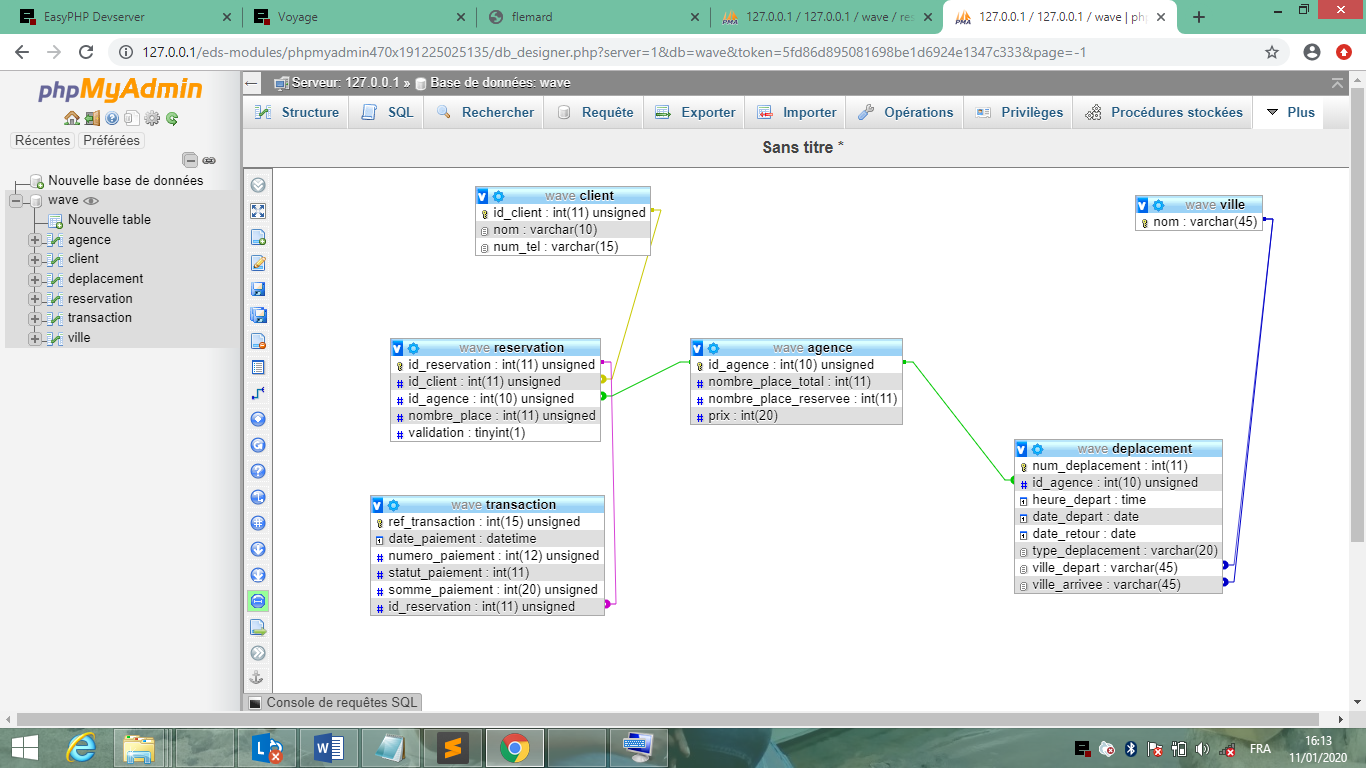 EasyPHP Devserver
Voyage
flemard
127.0.0.1 / 127.0.0.1 / wave / res
127.0.0.1 / 127.0.0.1 / wave | ph
127.0.0.1/eds-modules/phpmyadmin470x191225025135/db_designer.php?server=1&db=wave&token=5fd86d895081698be1d6924e1347c333&page=-1
phpMyAdmin
Récentes Préférées
Nouvelle base de données
wave
Nouvelle table
agence
client
deplacement
reservation
transaction
ville
Serveur: 127.0.0.1 » Base de données: wave
Structure SQL Rechercher Requête Exporter Importer Opérations Privilèges Procédures stockées Plus
Sans titre *
wave client
id_client : int(11) unsigned
nom : varchar(10)
num_tel : varchar(15)
wave ville
nom : varchar(45)
wave reservation
id_reservation : int(11) unsigned
id_client : int(11) unsigned
id_agence : int(10) unsigned
nombre_place : int(11) unsigned
validation : tinyint(1)
wave agence
id_agence : int(10) unsigned
nombre_place_total : int(11)
nombre_place_reservee : int(11)
prix : int(20)
wave deplacement
num_deplacement : int(11)
id_agence : int(10) unsigned
heure_depart : time
date_depart : date
date_retour : date
type_deplacement : varchar(20)
ville_depart : varchar(45)
ville_arrivee : varchar(45)
wave transaction
ref_transaction : int(15) unsigned
date_paiement : datetime
numero_paiement : int(12) unsigned
statut_paiement : int(11)
somme_paiement : int(20) unsigned
id_reservation : int(11) unsigned
Console de requêtes SQL
FRA
16:13
11/01/2020